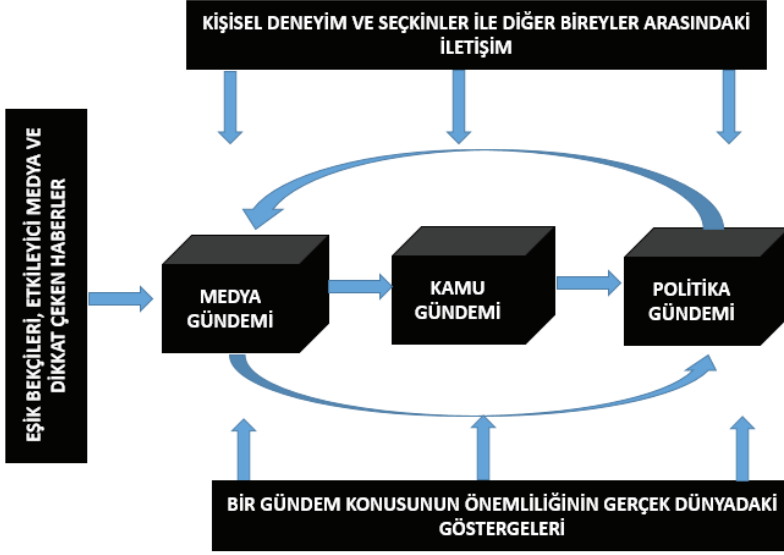 KİŞİSEL DENEYİM VE SEÇKİNLER İLE DİĞER BİREYLER ARASINDAKİ
İLETİŞİM
EŞİK BEKÇİLERİ, ETKİLEYİCİ MEDYA VE
DİKKAT ÇEKEN HABERLER
MEDYA
GÜNDEMİ
KAMU
GÜNDEMİ
POLİTİKA
GÜNDEMİ
BİR GÜNDEM KONUSUNUN ÖNEMLİLİĞİNİN GERÇEK DÜNYADAKİ
GÖSTERGELERİ